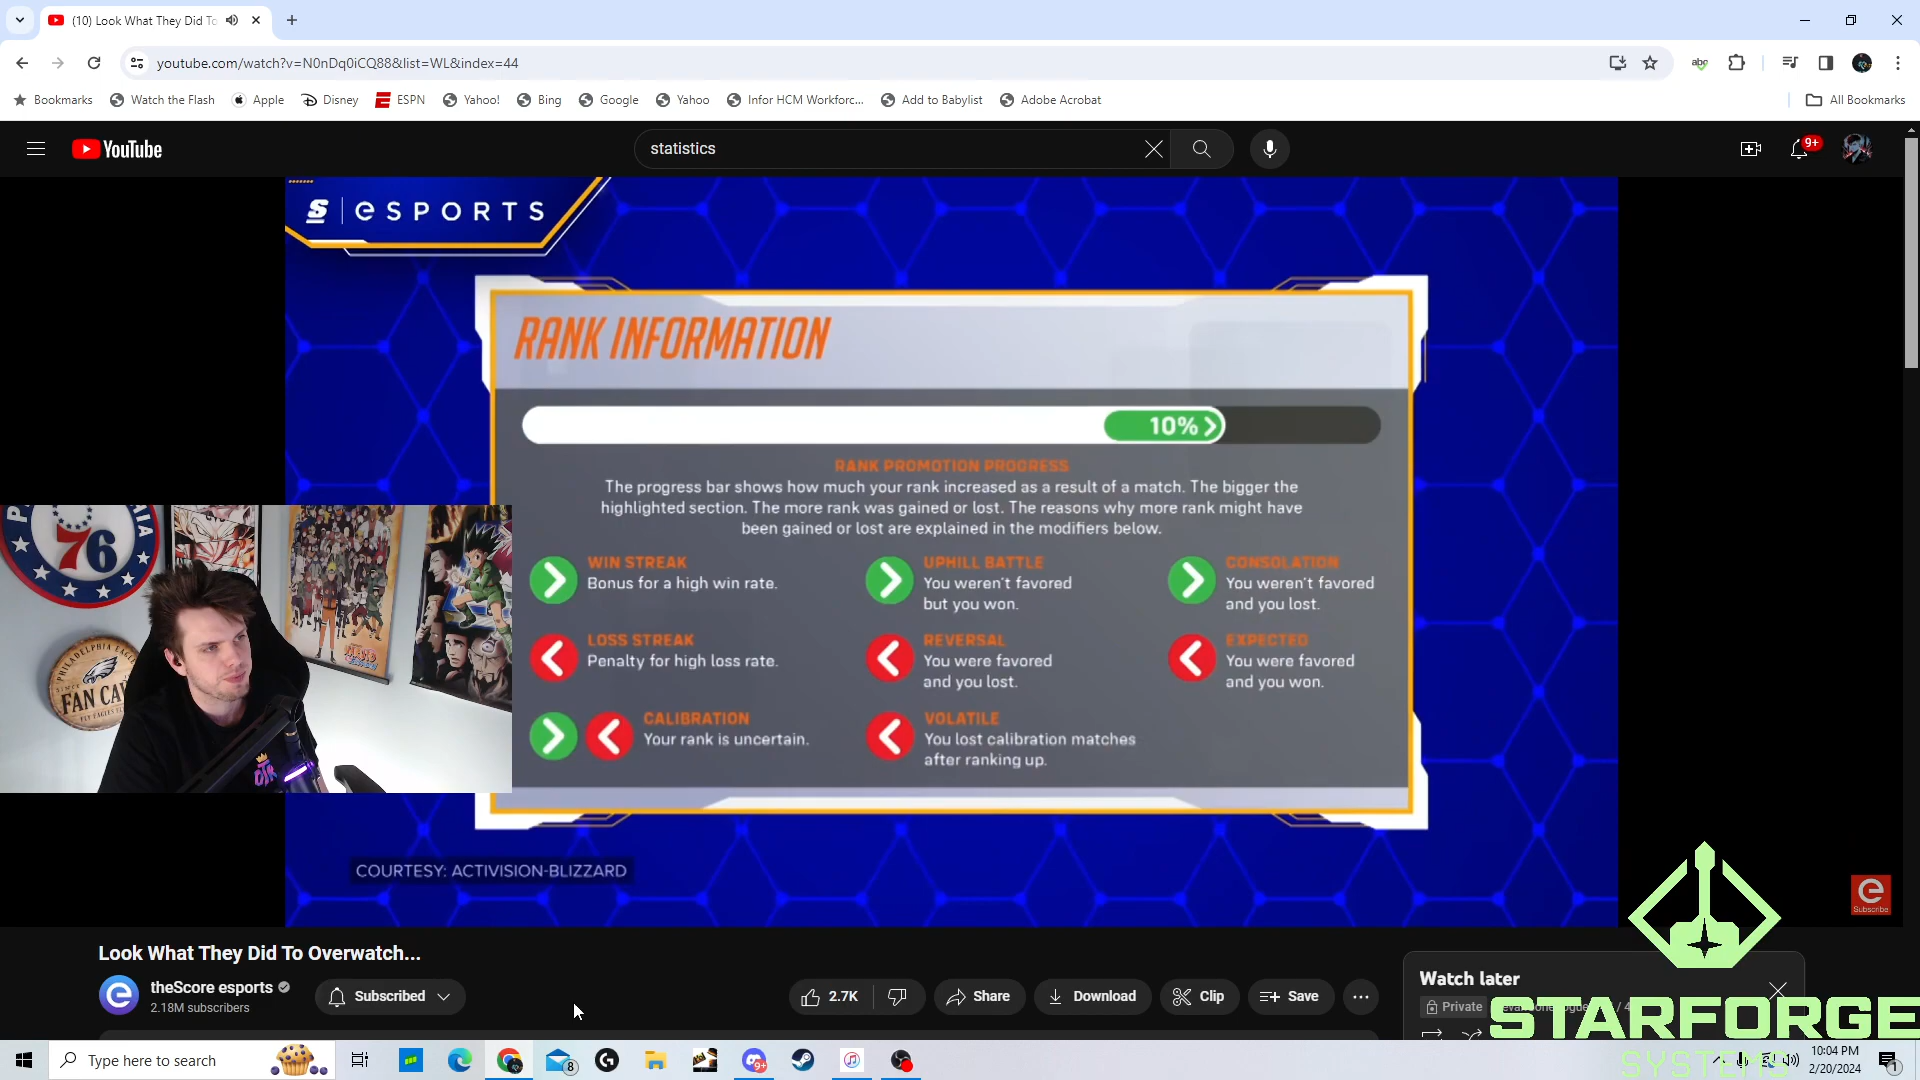 (10) Look What They Did To
youtube.com/watch?v=N0nDq0iCQ88&list=WL&index=44
Bookmarks
Watch the Flash
Apple
Disney
ESPN
Yahoo!
Bing
Google
Yahoo
Infor HCM Workforc...
Add to Babylist
Adobe Acrobat
All Bookmarks
YouTube
statistics
9+
S | eSPORTS
RANK INFORMATION
10%
RANK PROMOTION PROGRESS
The progress bar shows how much your rank increased as a result of a match. The bigger the
highlighted section. The more rank was gained or lost. The reasons why more rank might have
been gained or lost are explained in the modifiers below.
WIN STREAK
Bonus for a high win rate.
UPHILL BATTLE
You weren't favored
but you won.
CONSOLATION
You weren't favored
and you lost.
LOSS STREAK
Penalty for high loss rate.
REVERSAL
You were favored
and you lost.
EXPECTED
You were favored
and you won.
CALIBRATION
Your rank is uncertain.
VOLATILE
You lost calibration matches
after ranking up.
76
PHILADELPHIA EAGLES
FAN CAVE
COURTESY: ACTIVISION-BLIZZARD
e
Subscribe
Look What They Did To Overwatch...
theScore esports
2.18M subscribers
Subscribed
2.7K
Share
Download
Clip
Save
Watch later
Private
STARFORGE
SYSTEMS
Type here to search
8
9+
10:04 PM
2/20/2024
1